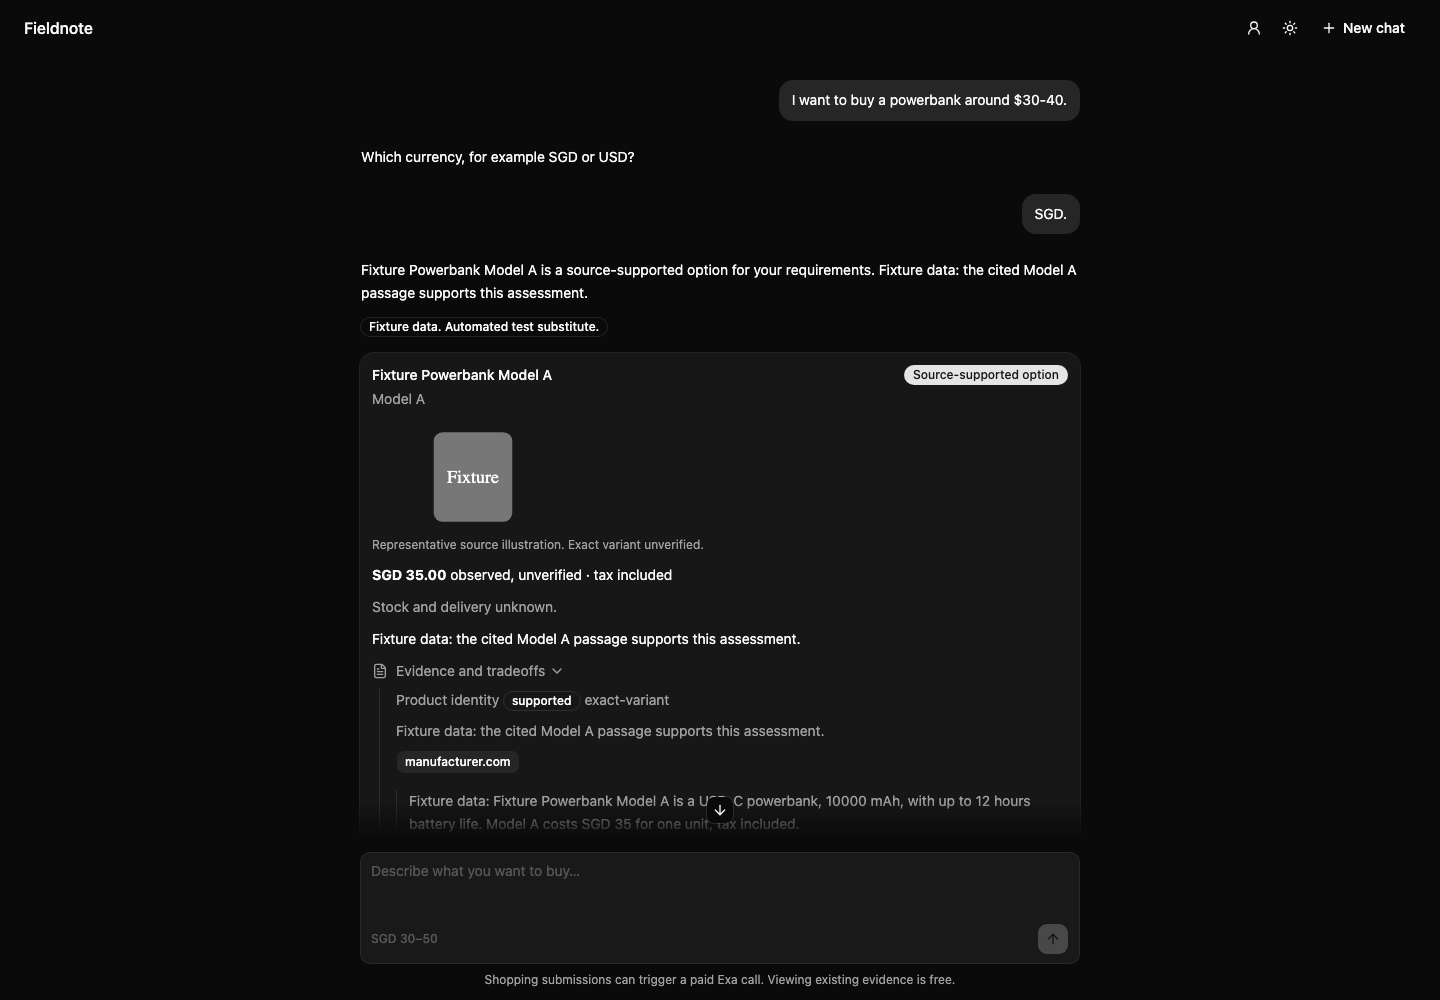 Fieldnote
New chat
I want to buy a powerbank around $30-40.
Which currency, for example SGD or USD?
SGD.
Fixture Powerbank Model A is a source-supported option for your requirements. Fixture data: the cited Model A
passage supports this assessment.
Fixture data. Automated test substitute.
Fixture Powerbank Model A
Source-supported option
Model A
Fixture
Representative source illustration. Exact variant unverified.
SGD 35.00 observed, unverified · tax included
Stock and delivery unknown.
Fixture data: the cited Model A passage supports this assessment.
Evidence and tradeoffs
Product identity supported exact-variant
Fixture data: the cited Model A passage supports this assessment.
manufacturer.com
Fixture data: Fixture Powerbank Model A is a C powerbank, 10000 mAh, with up to 12 hours
battery life. Model A costs SGD 35 for one unit, tax included.
Describe what you want to buy...
SGD 30–50
Shopping submissions can trigger a paid Exa call. Viewing existing evidence is free.